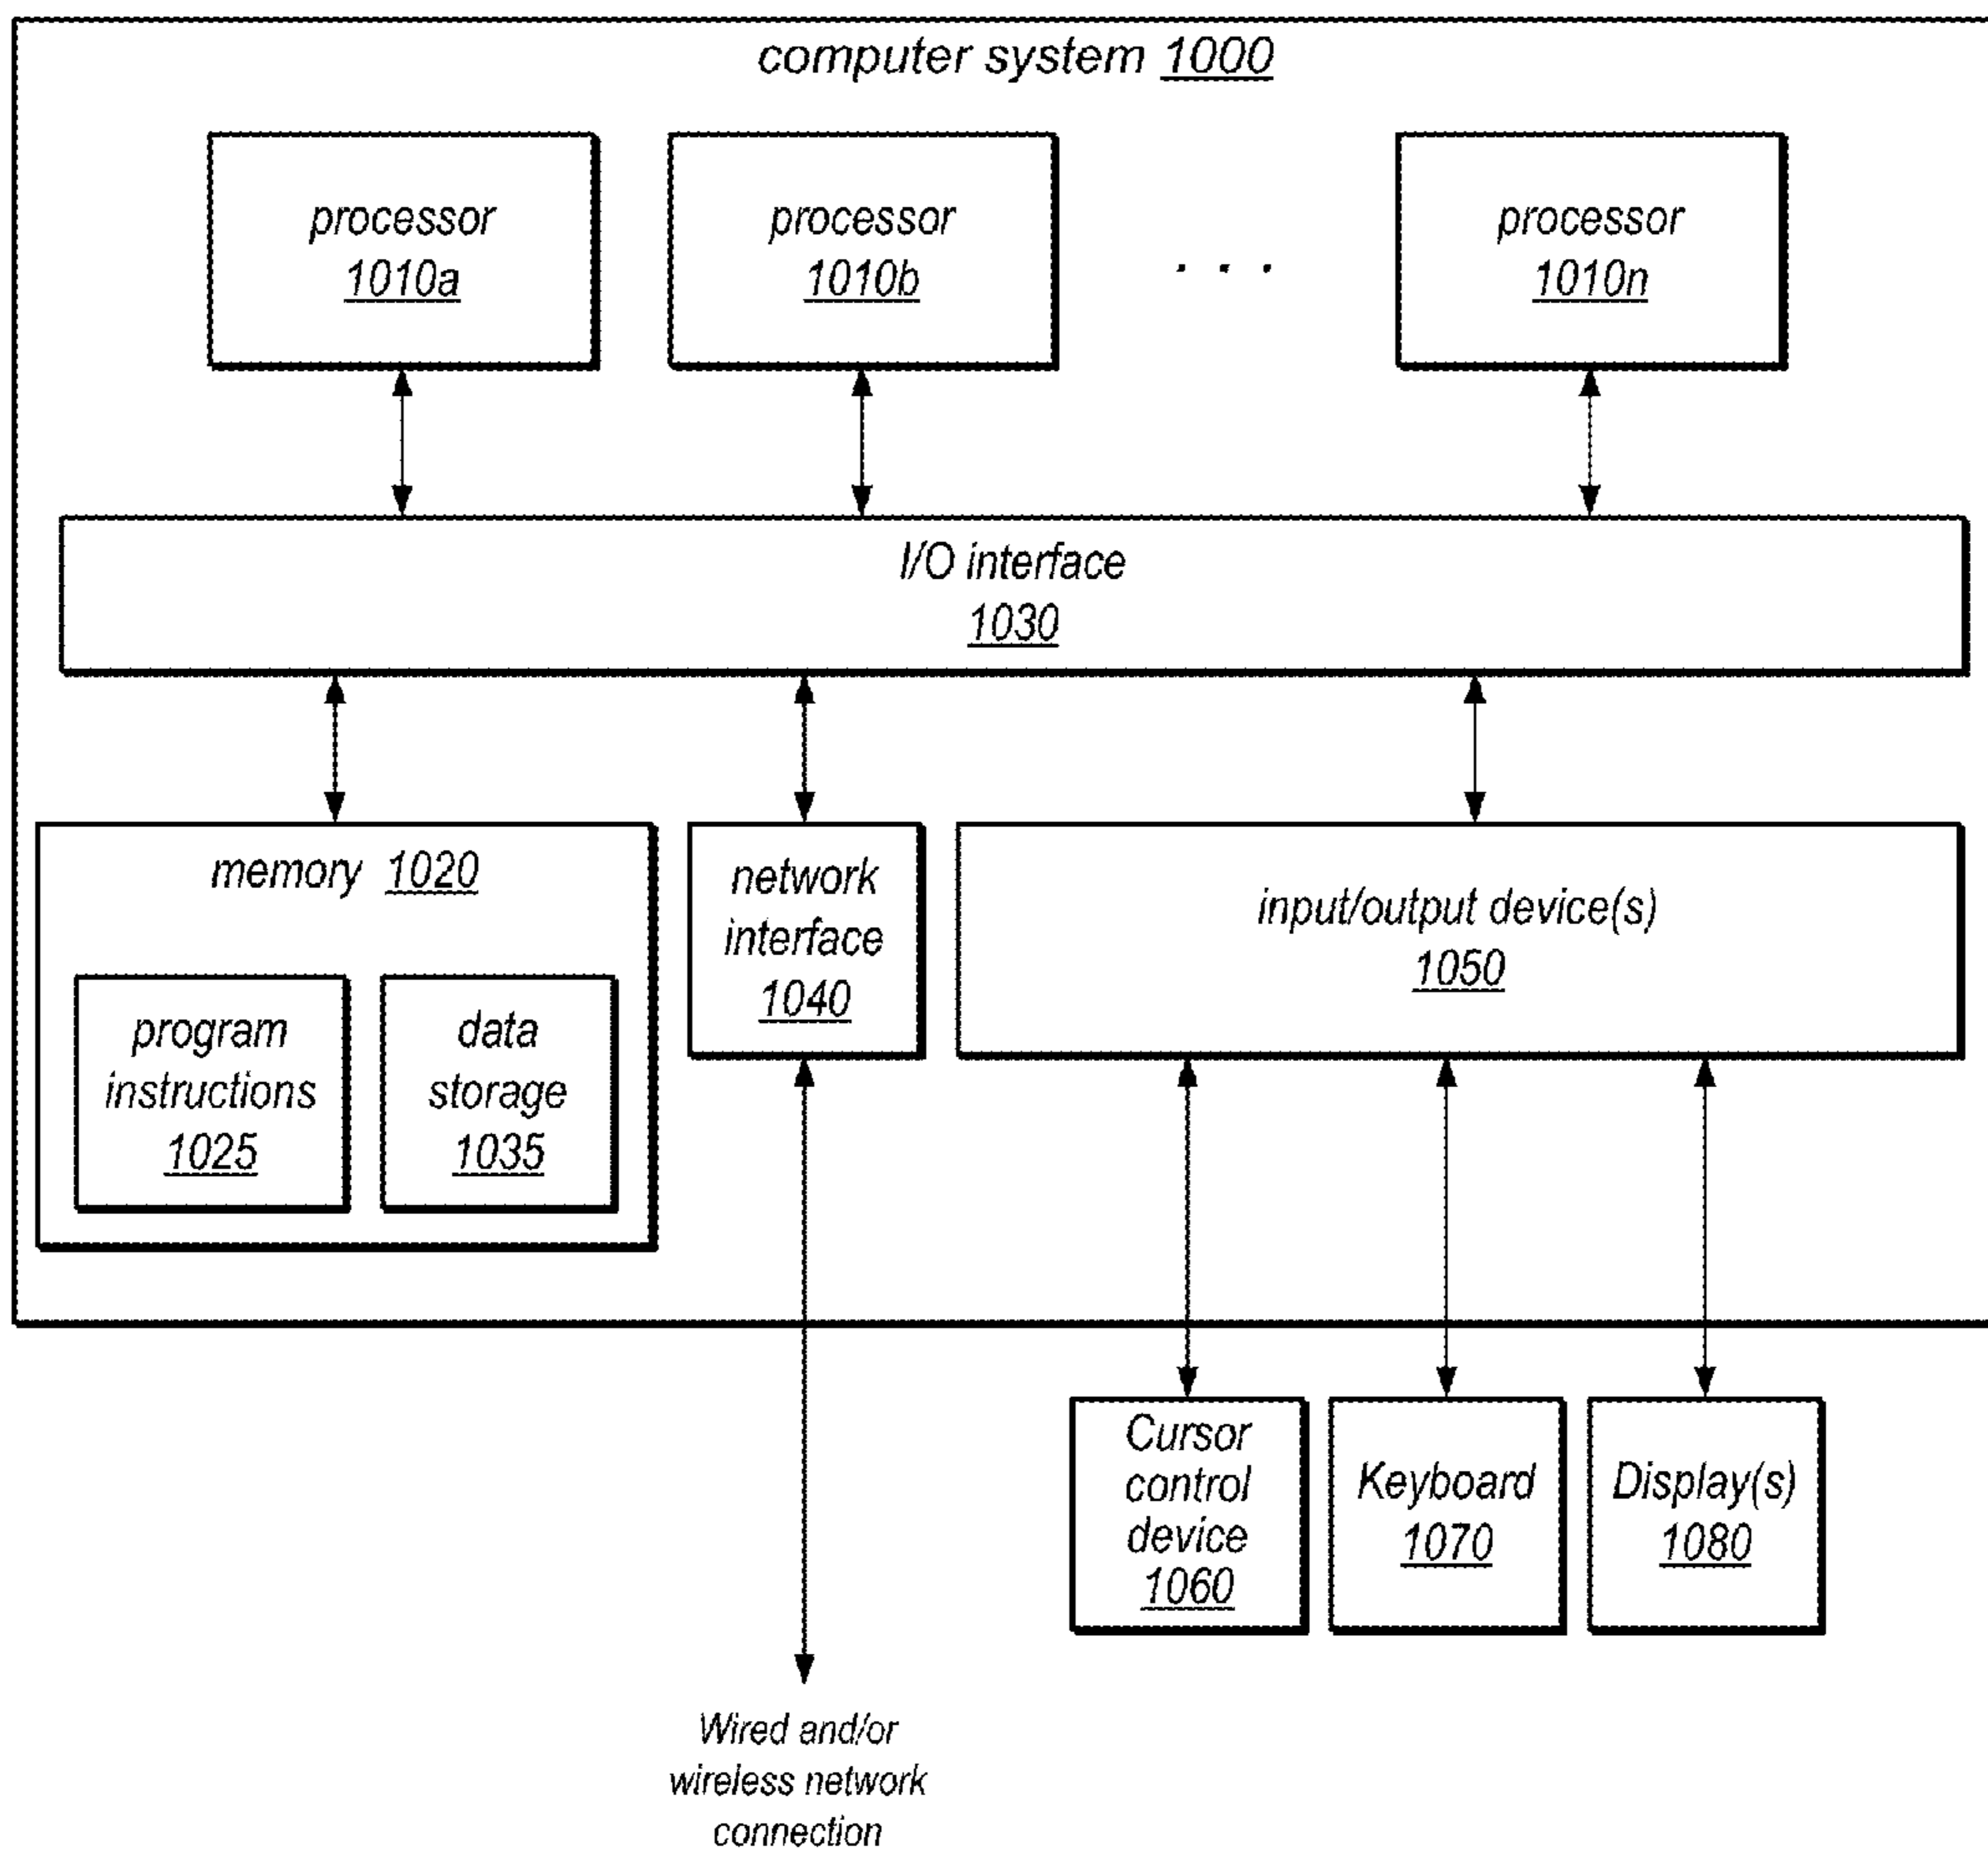 computer system 1000
processor
1010a
processor
1010b
. . .
processor
1010n
I/O interface
1030
memory 1020
program
instructions
1025
data
storage
1035
network
interface
1040
input/output device(s)
1050
Cursor
control
device
1060
Keyboard
1070
Display(s)
1080
Wired and/or
wireless network
connection